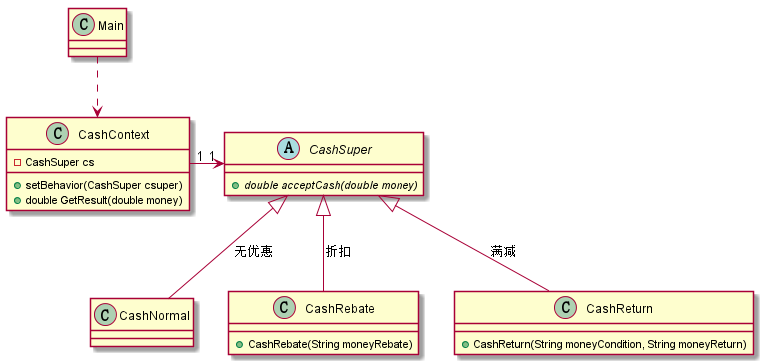 C Main
C CashContext
CashSuper cs
setBehavior(CashSuper csuper)
double GetResult(double money)
1 1
A CashSuper
double acceptCash(double money)
无优惠
折扣
满减
C CashNormal
C CashRebate
CashRebate(String moneyRebate)
C CashReturn
CashReturn(String moneyCondition, String moneyReturn)